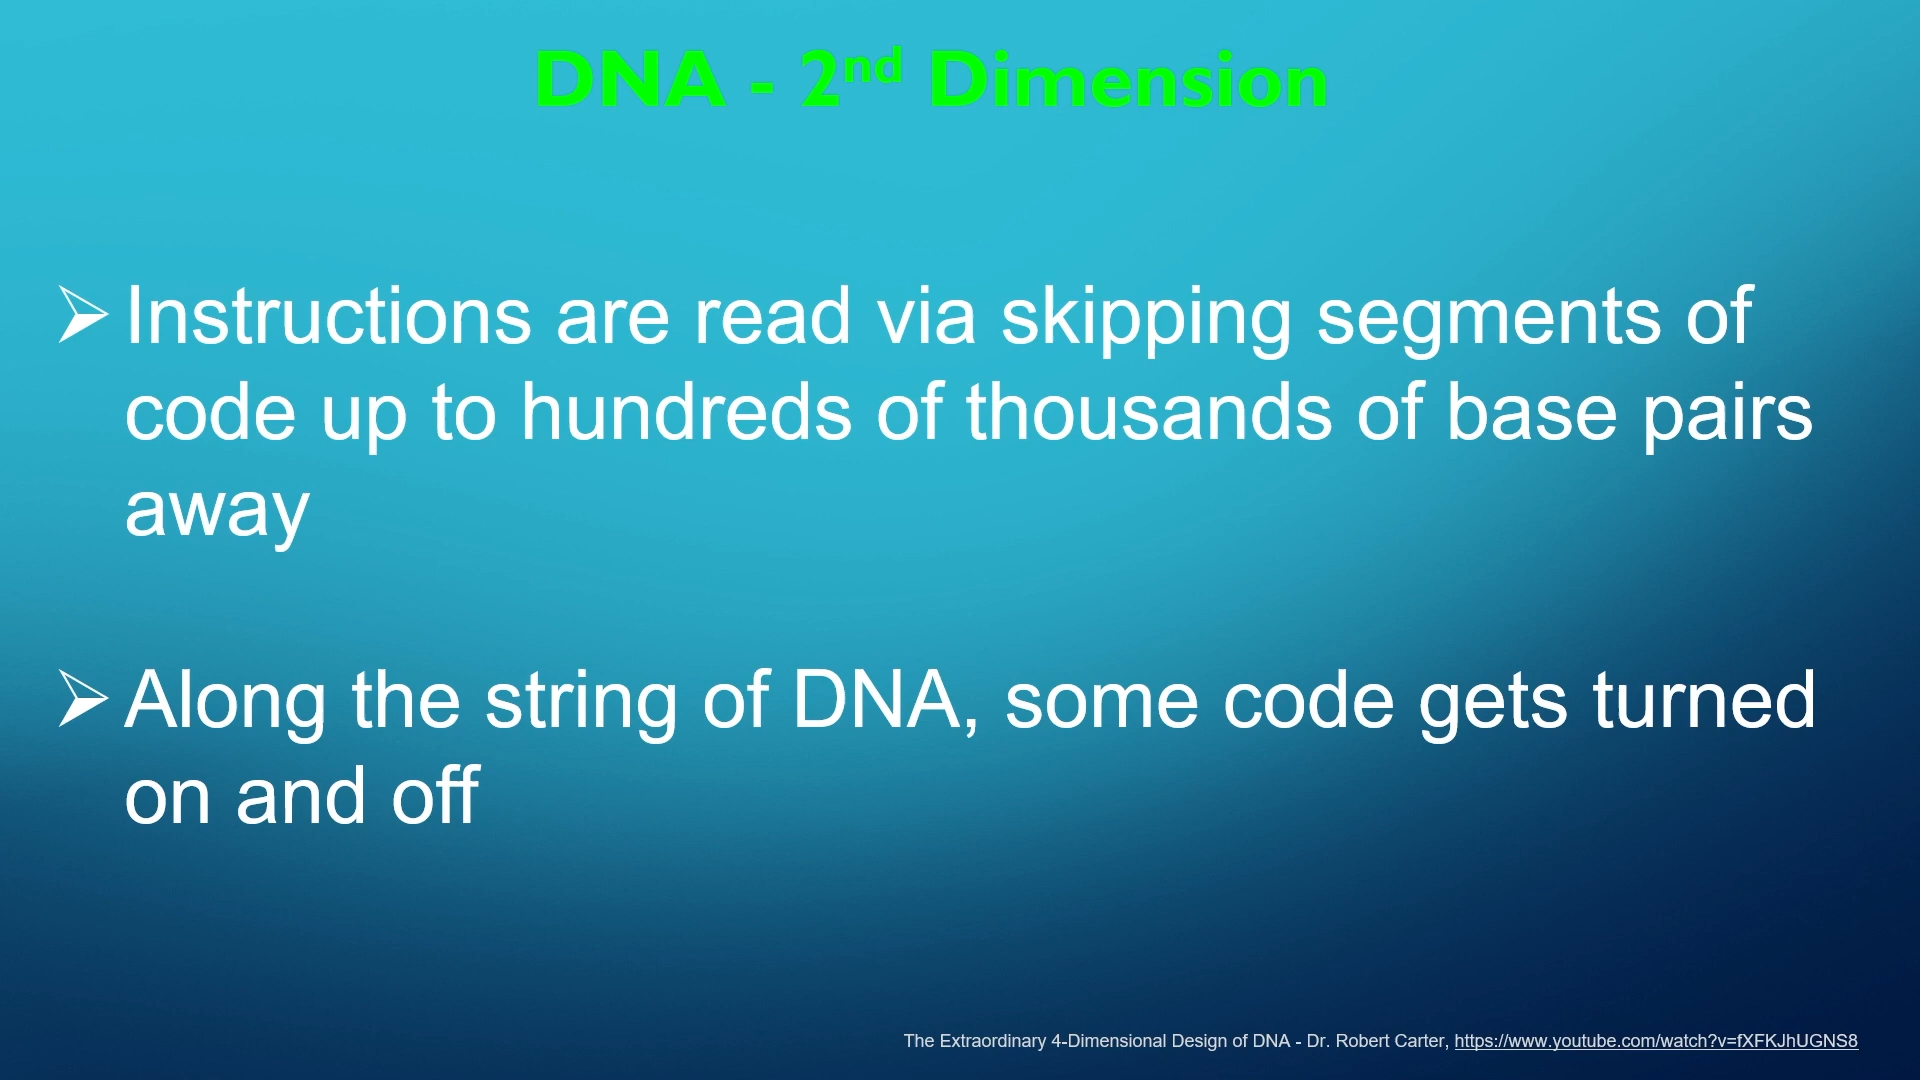 DNA - 2nd Dimension
➢ Instructions are read via skipping segments of
code up to hundreds of thousands of base pairs
away
➢ Along the string of DNA, some code gets turned
on and off
The Extraordinary 4-Dimensional Design of DNA - Dr. Robert Carter, https://www.youtube.com/watch?v=fXFKJhUGNS8